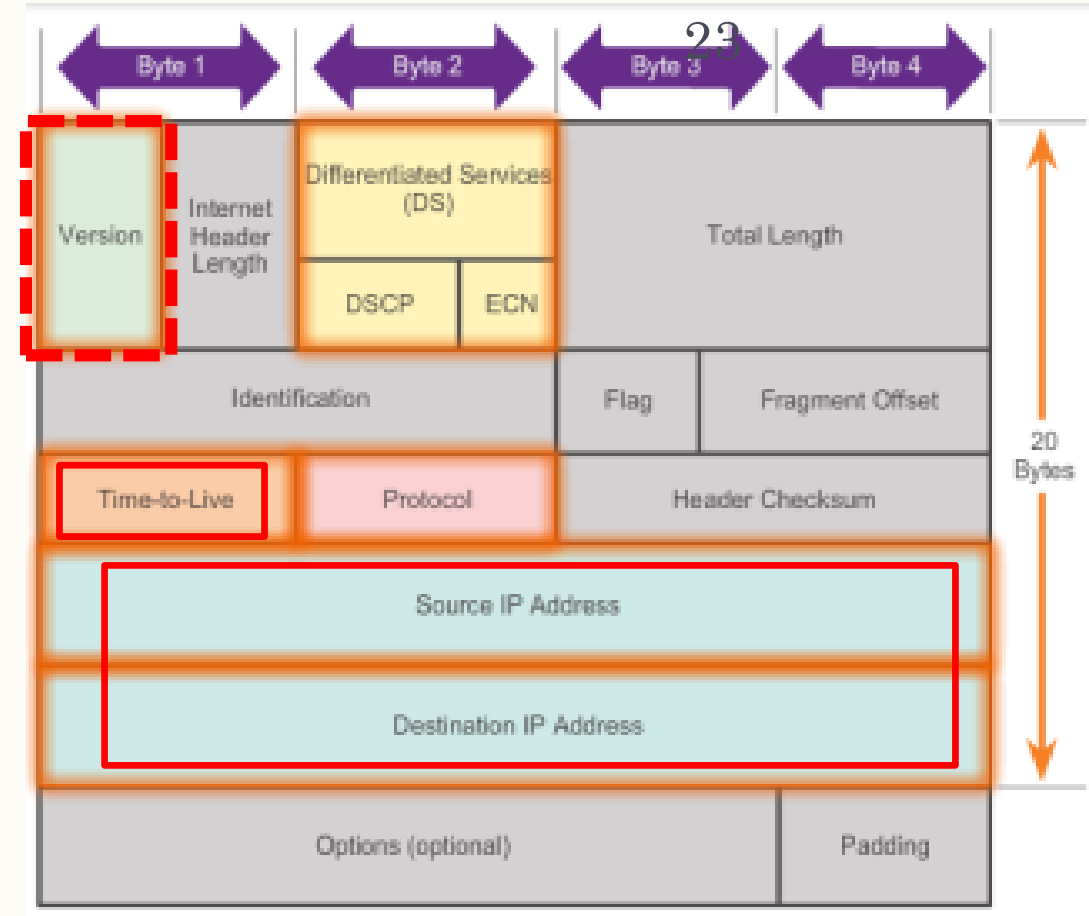 23
Byte 1
Byte 2
Byte 3
Byte 4
Version
Internet
Header
Length
Differentiated Services
(DS)
DSCP
ECN
Total Length
Identification
Flag
Fragment Offset
20
Bytes
Time-to-Live
Protocol
Header Checksum
Source IP Address
Destination IP Address
Options (optional)
Padding